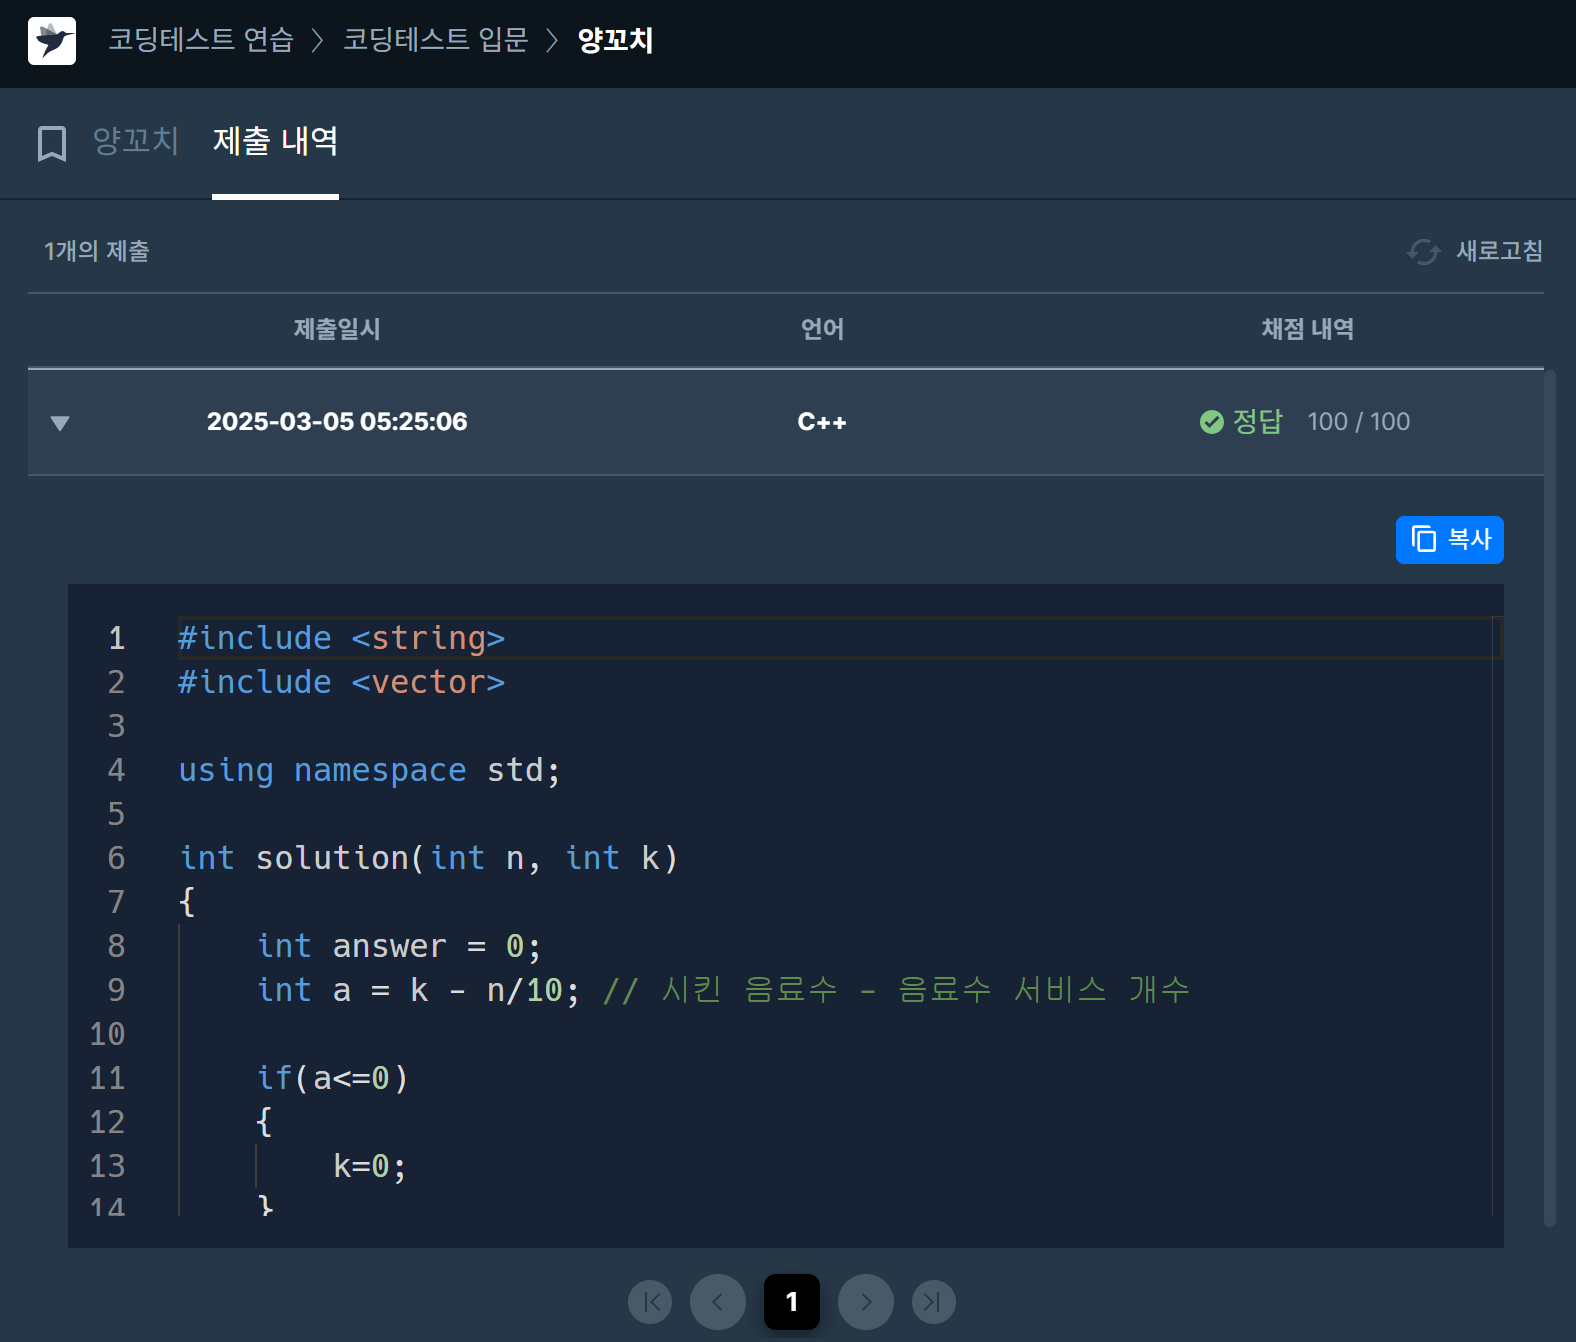 코딩테스트 연습 > 코딩테스트 입문 > 양꼬치
양꼬치 제출 내역
1개의 제출 새로고침
제출일시 언어 채점 내역
2025-03-05 05:25:06 C++ 정답 100 / 100
복사
1 #include <string>
2 #include <vector>
3
4 using namespace std;
5
6 int solution(int n, int k)
7 {
8     int answer = 0;
9     int a = k - n/10; // 시킨 음료수 - 음료수 서비스 개수
10
11     if(a<=0)
12     {
13         k=0;
14     }
1